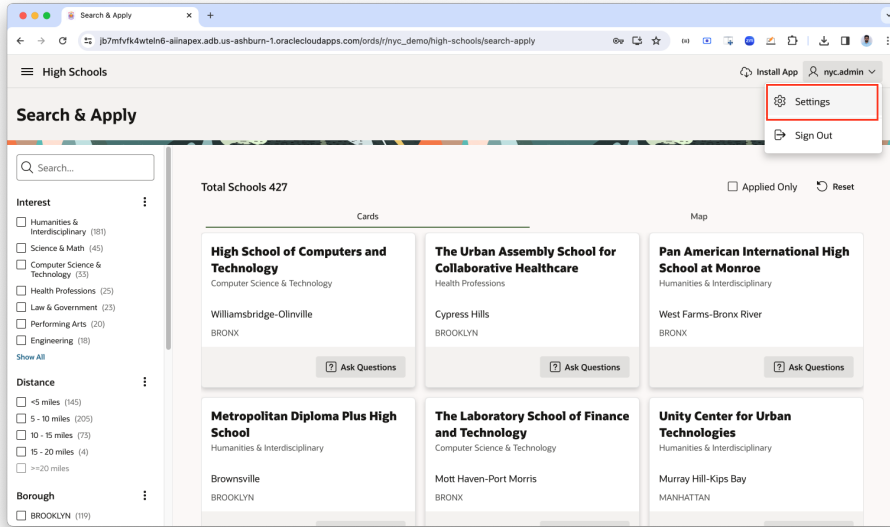 Search & Apply
jb7mfvfk4wteln6-aiinapex.adb.us-ashburn-1.oraclecloudapps.com/ords/r/nyc_demo/high-schools/search-apply
High Schools
Install App
nyc.admin
Settings
Sign Out
Search & Apply
Search...
Interest
Humanities &
Interdisciplinary (181)
Science & Math (45)
Computer Science &
Technology (33)
Health Professions (25)
Law & Government (23)
Performing Arts (20)
Engineering (18)
Show All
Distance
<5 miles (145)
5 - 10 miles (205)
10 - 15 miles (73)
15 - 20 miles (4)
>=20 miles
Borough
BROOKLYN (119)
Total Schools 427
Applied Only
Reset
Cards
Map
High School of Computers and
Technology
Computer Science & Technology
Williamsbridge-Olinville
BRONX
Ask Questions
The Urban Assembly School for
Collaborative Healthcare
Health Professions
Cypress Hills
BROOKLYN
Ask Questions
Pan American International High
School at Monroe
Humanities & Interdisciplinary
West Farms-Bronx River
BRONX
Ask Questions
Metropolitan Diploma Plus High
School
Humanities & Interdisciplinary
Brownsville
BROOKLYN
The Laboratory School of Finance
and Technology
Computer Science & Technology
Mott Haven-Port Morris
BRONX
Unity Center for Urban
Technologies
Humanities & Interdisciplinary
Murray Hill-Kips Bay
MANHATTAN